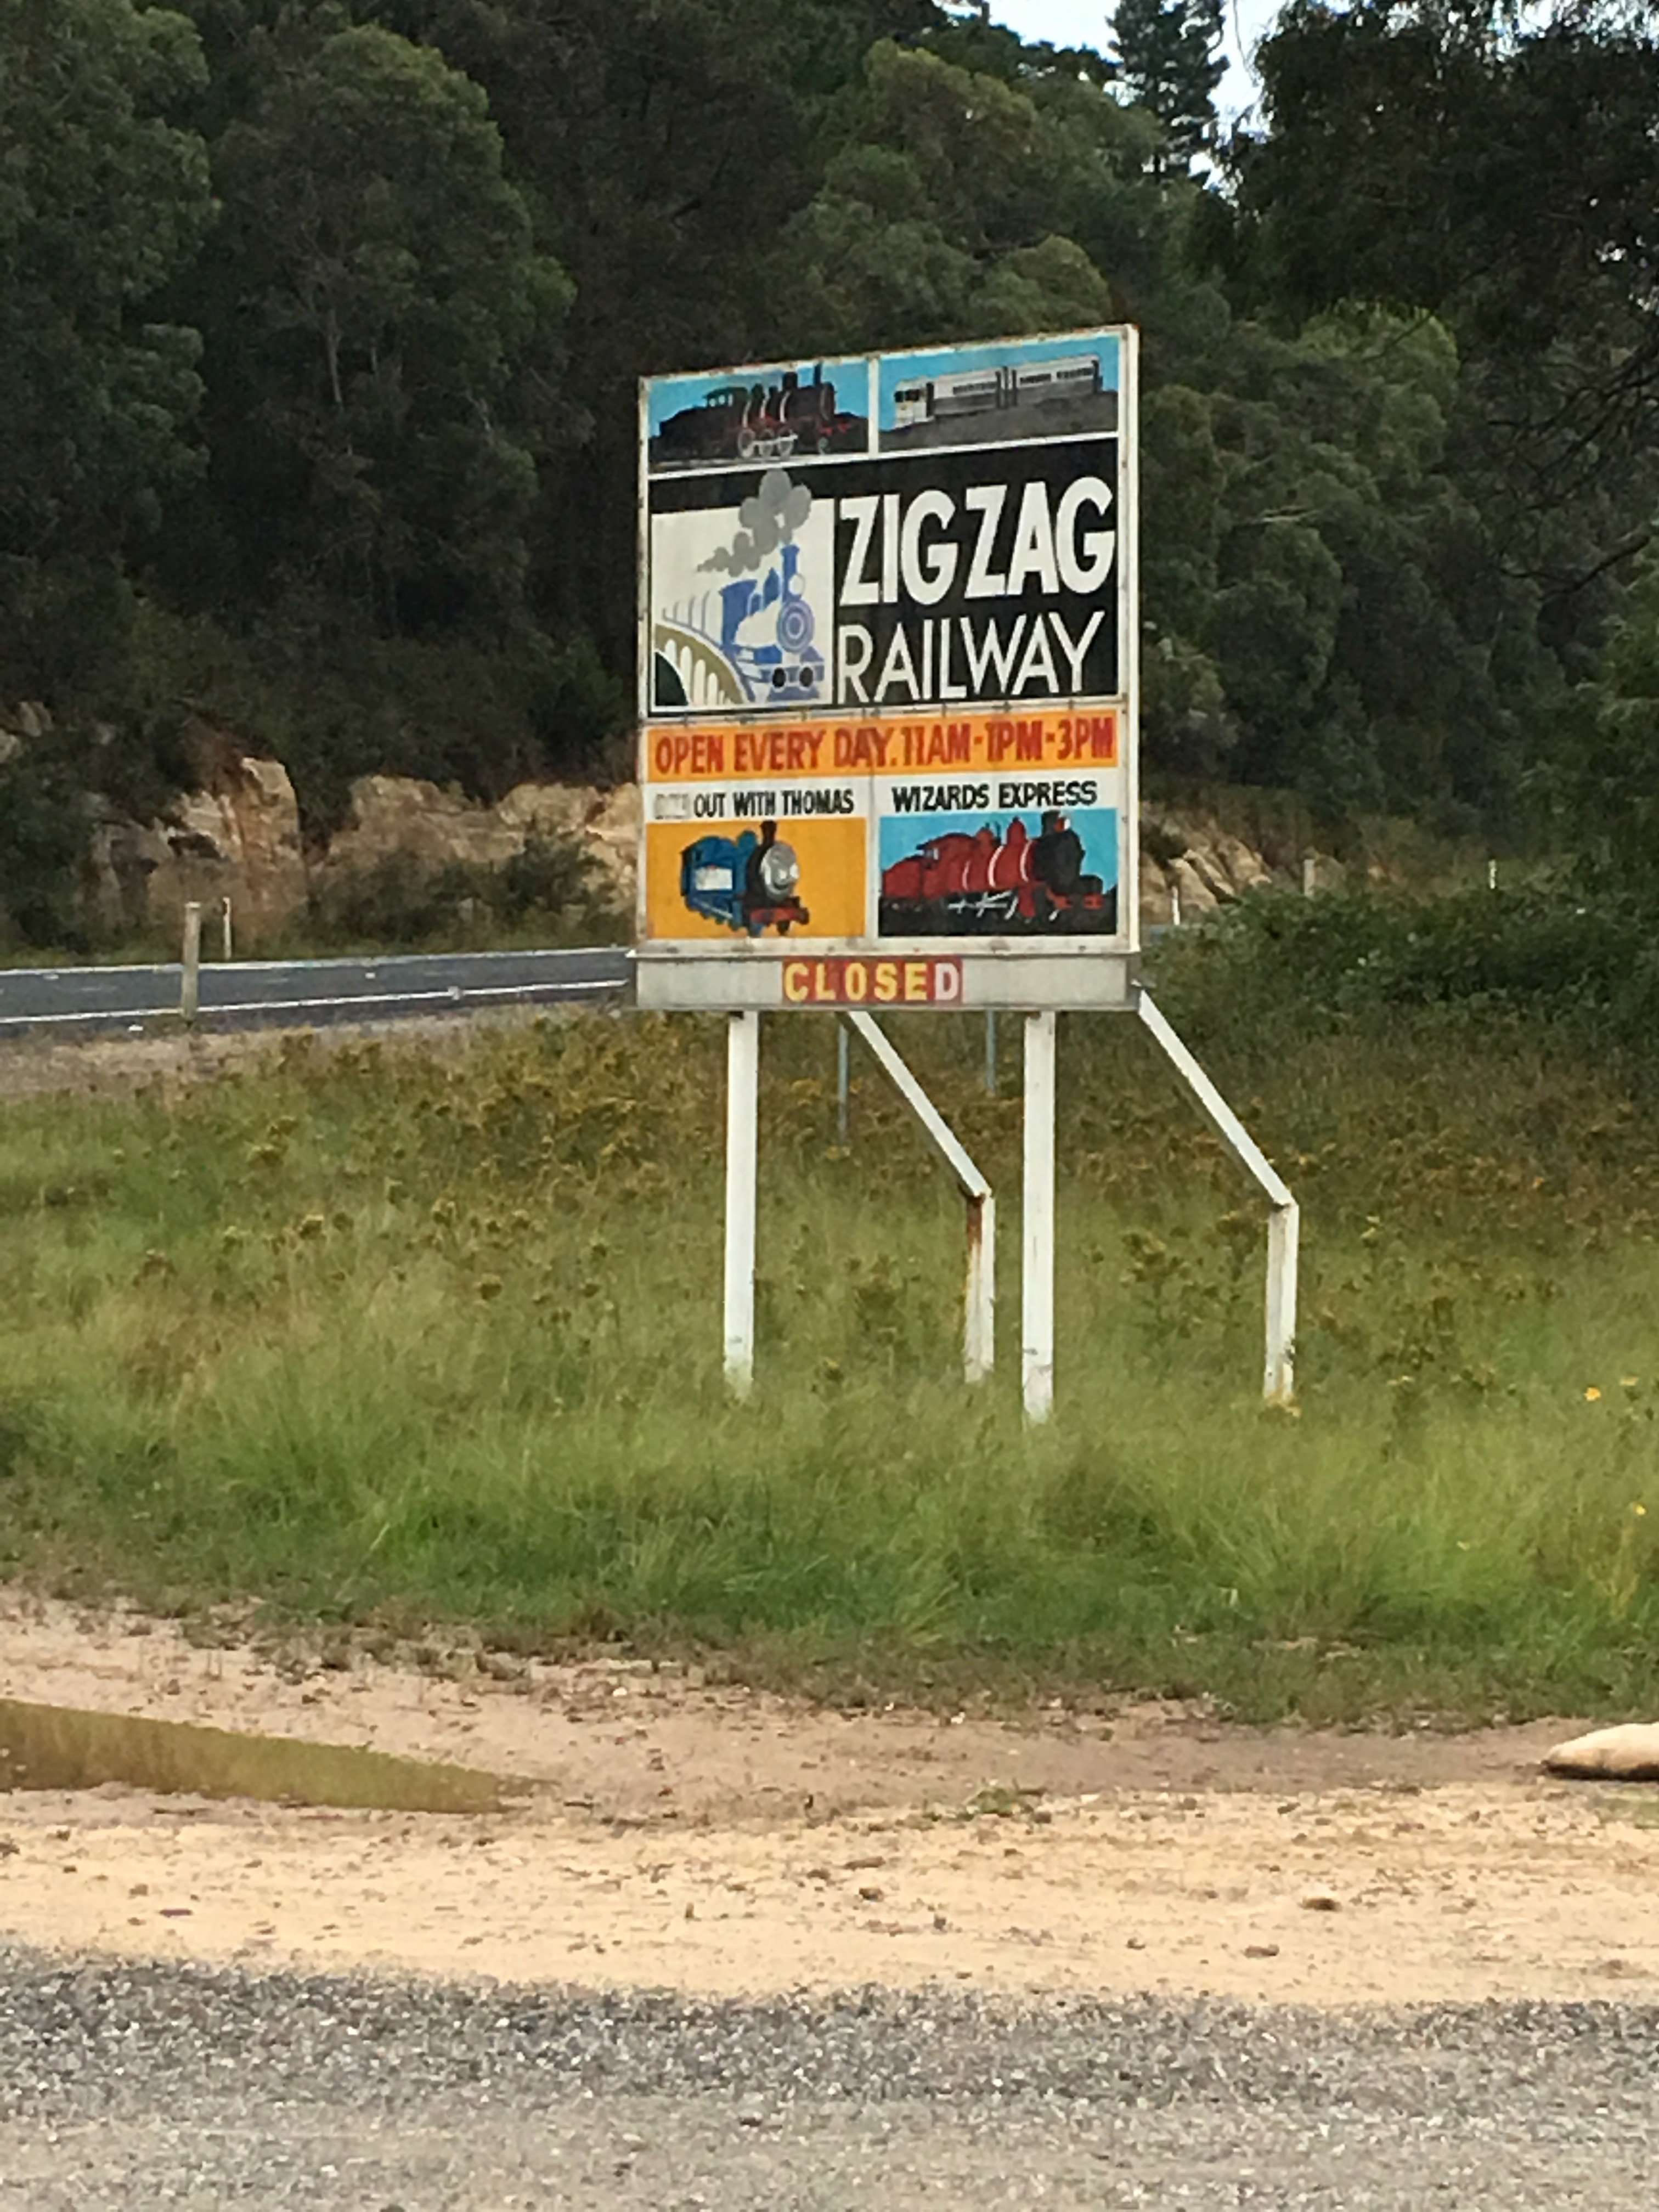 ZIG ZAG
RAILWAY
OPEN EVERY DAY. 11AM-1PM-3PM
OUT WITH THOMAS
WIZARDS EXPRESS
CLOSED